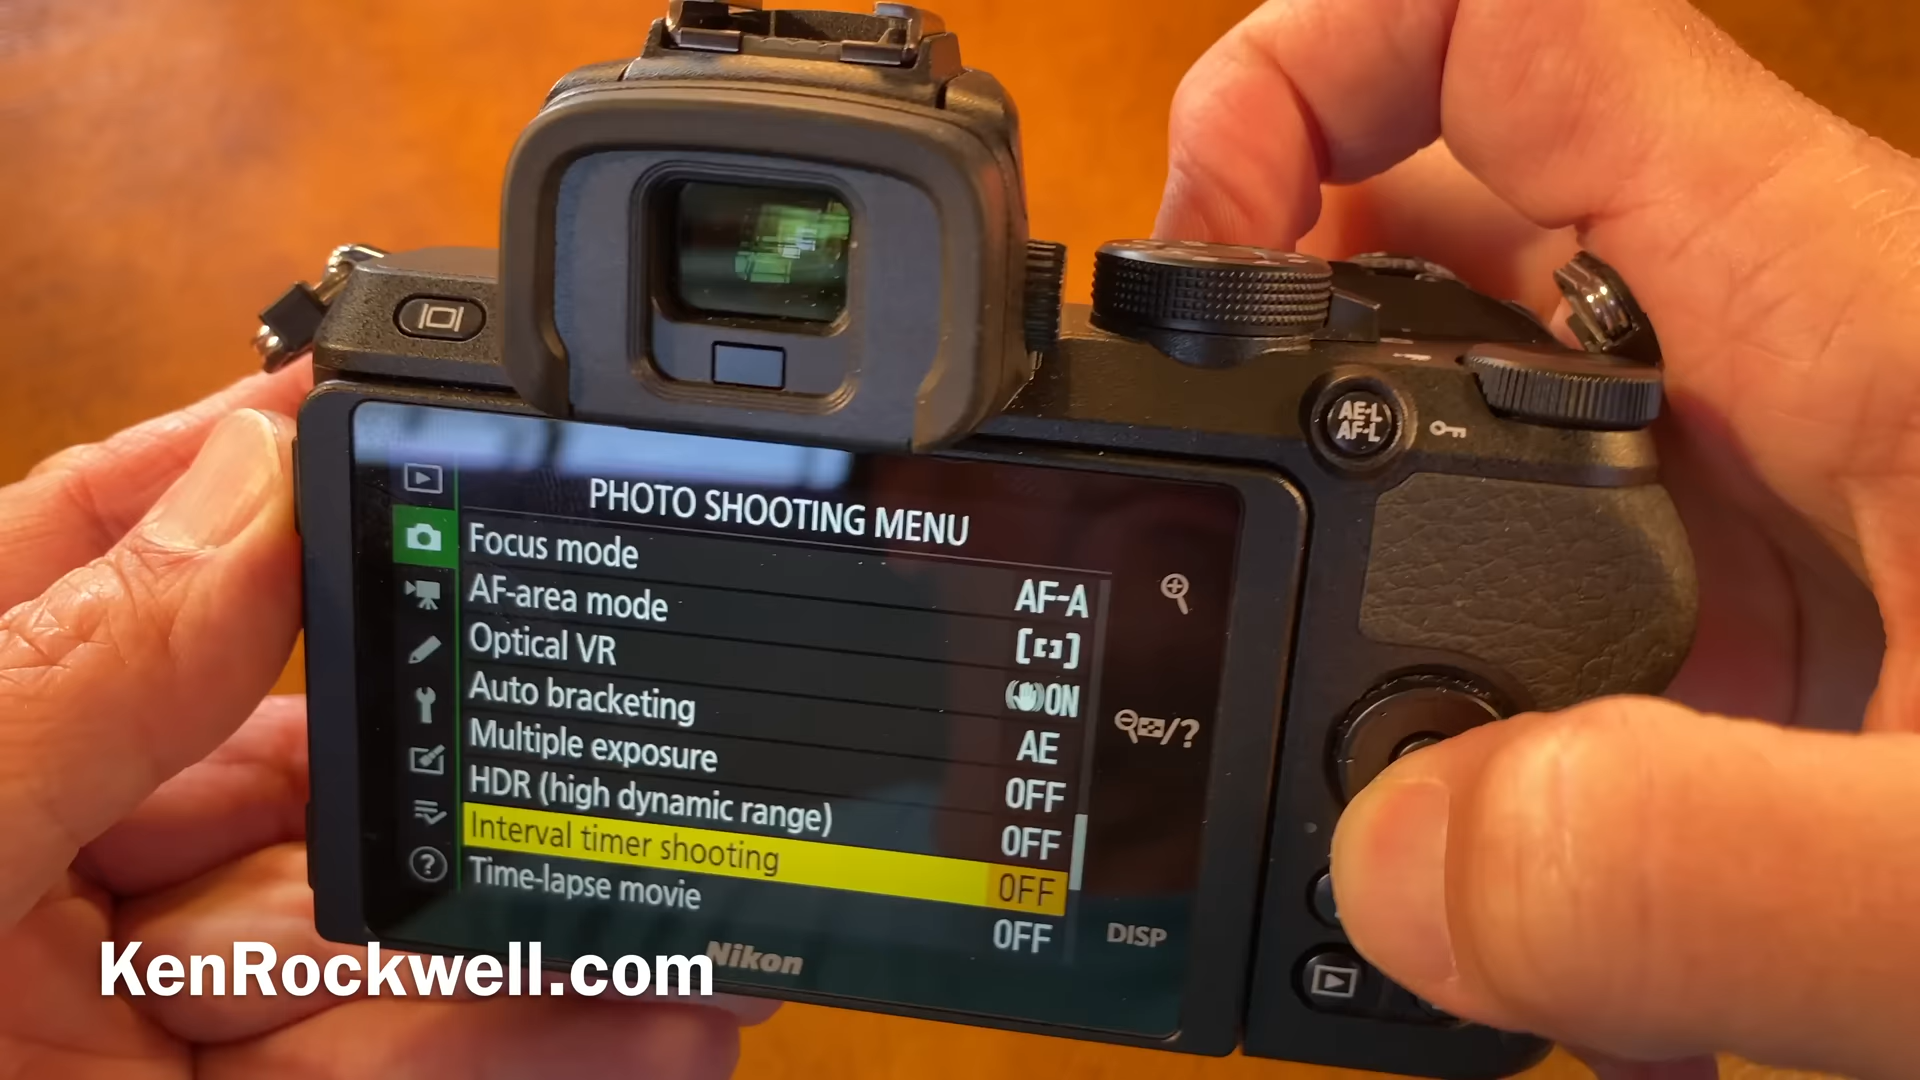 AE-L
AF-L
PHOTO SHOOTING MENU
Focus mode AF-A
AF-area mode [ ]
Optical VR ON
Auto bracketing AE
Multiple exposure OFF
HDR (high dynamic range) OFF
Interval timer shooting OFF
Time-lapse movie OFF
/?
?
DISP
Nikon
KenRockwell.com